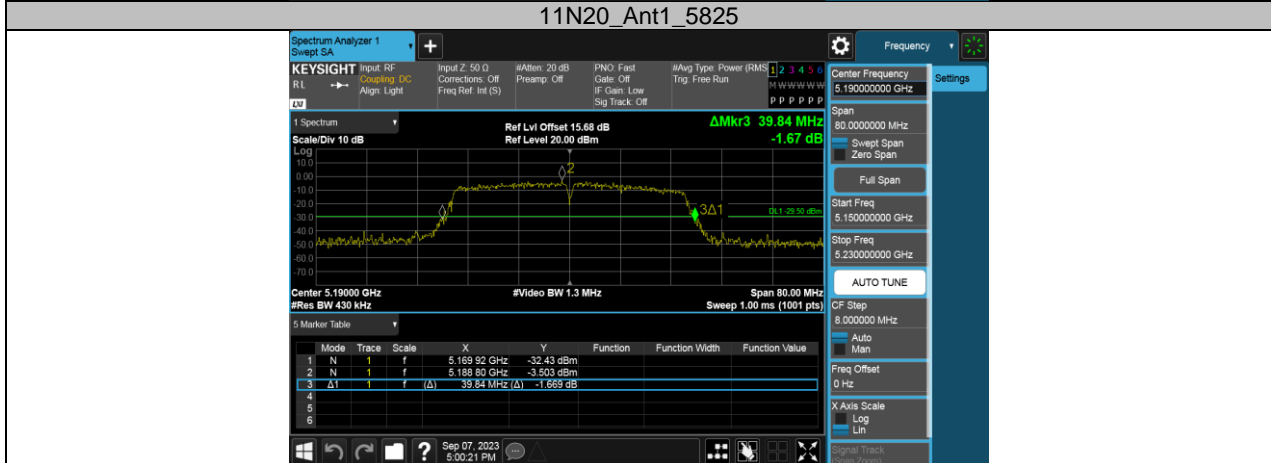 11N20_Ant1_5825
Spectrum Analyzer 1
Swept SA
+
Frequency
KEYSIGHT
RL
LXI
Input: RF
Coupling: DC
Align: Light
Input Z: 50 Ω
Corrections: Off
Freq Ref: Int (S)
#Atten: 20 dB
Preamp: Off
PNO: Fast
Gate: Off
IF Gain: Low
Sig Track: Off
#Avg Type: Power (RMS
Trig: Free Run
1 2 3 4 5 6
M W W W W W
P P P P P P
Center Frequency
5.190000000 GHz
Settings
Span
80.0000000 MHz
Swept Span
Zero Span
Full Span
Start Freq
5.150000000 GHz
Stop Freq
5.230000000 GHz
AUTO TUNE
CF Step
8.000000 MHz
Auto
Man
Freq Offset
0 Hz
X Axis Scale
Log
Lin
Signal Track
(Span Zoom)
1 Spectrum
Scale/Div 10 dB
Ref Lvl Offset 15.68 dB
Ref Level 20.00 dBm
ΔMkr3 39.84 MHz
-1.67 dB
Log
10.0
0.00
-10.0
-20.0
-30.0
-40.0
-50.0
-60.0
-70.0
2
3Δ1
DL1 -29.50 dBm
Center 5.19000 GHz
#Video BW 1.3 MHz
Span 80.00 MHz
#Res BW 430 kHz
Sweep 1.00 ms (1001 pts)
5 Marker Table
Mode Trace Scale X Y Function Function Width Function Value
1 N 1 f 5.169 92 GHz -32.43 dBm
2 N 1 f 5.188 80 GHz -3.503 dBm
3 Δ1 1 f (Δ) 39.84 MHz (Δ) -1.669 dB
4
5
6
?
Sep 07, 2023
5:00:21 PM